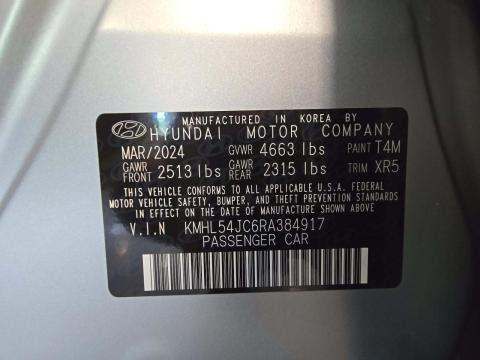 MANUFACTURED IN KOREA BY
HYUNDAI MOTOR COMPANY
MAR/2024 GVWR 4663 lbs PAINT T4M
GAWR FRONT 2513 lbs GAWR REAR 2315 lbs TRIM XR5
THIS VEHICLE CONFORMS TO ALL APPLICABLE U.S.A. FEDERAL
MOTOR VEHICLE SAFETY, BUMPER, AND THEFT PREVENTION
STANDARDS IN EFFECT ON THE DATE OF MANUFACTURE SHOWN ABOVE.
V.I.N KMHL54JC6RA384917
PASSENGER CAR